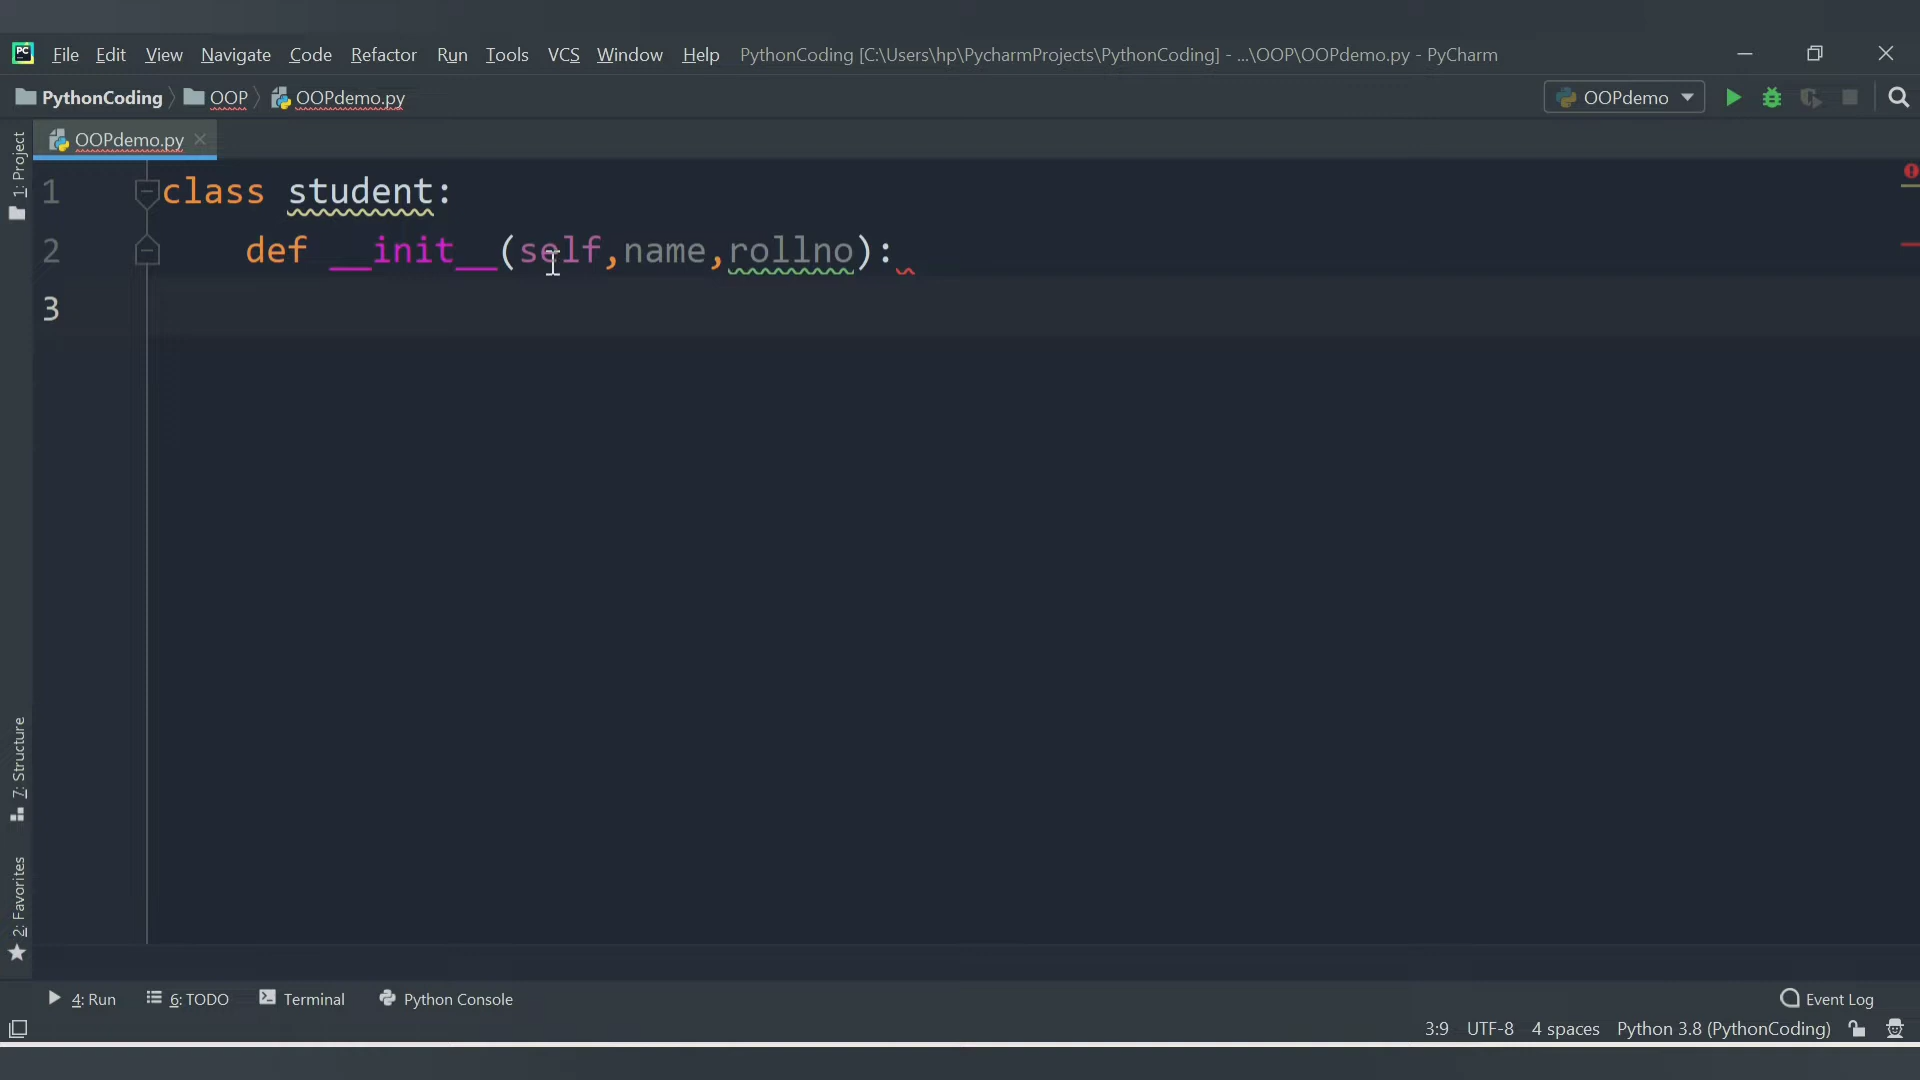 PC File Edit View Navigate Code Refactor Run Tools VCS Window Help PythonCoding [C:\Users\hp\PycharmProjects\PythonCoding] - ...\OOP\OOPdemo.py - PyCharm
PythonCoding OOP OOPdemo.py OOPdemo
OOPdemo.py
1: Project
1 class student:
2 def __init__(self,name,rollno):
3
7: Structure
2: Favorites
4: Run 6: TODO Terminal Python Console Event Log
3:9 UTF-8 4 spaces Python 3.8 (PythonCoding)